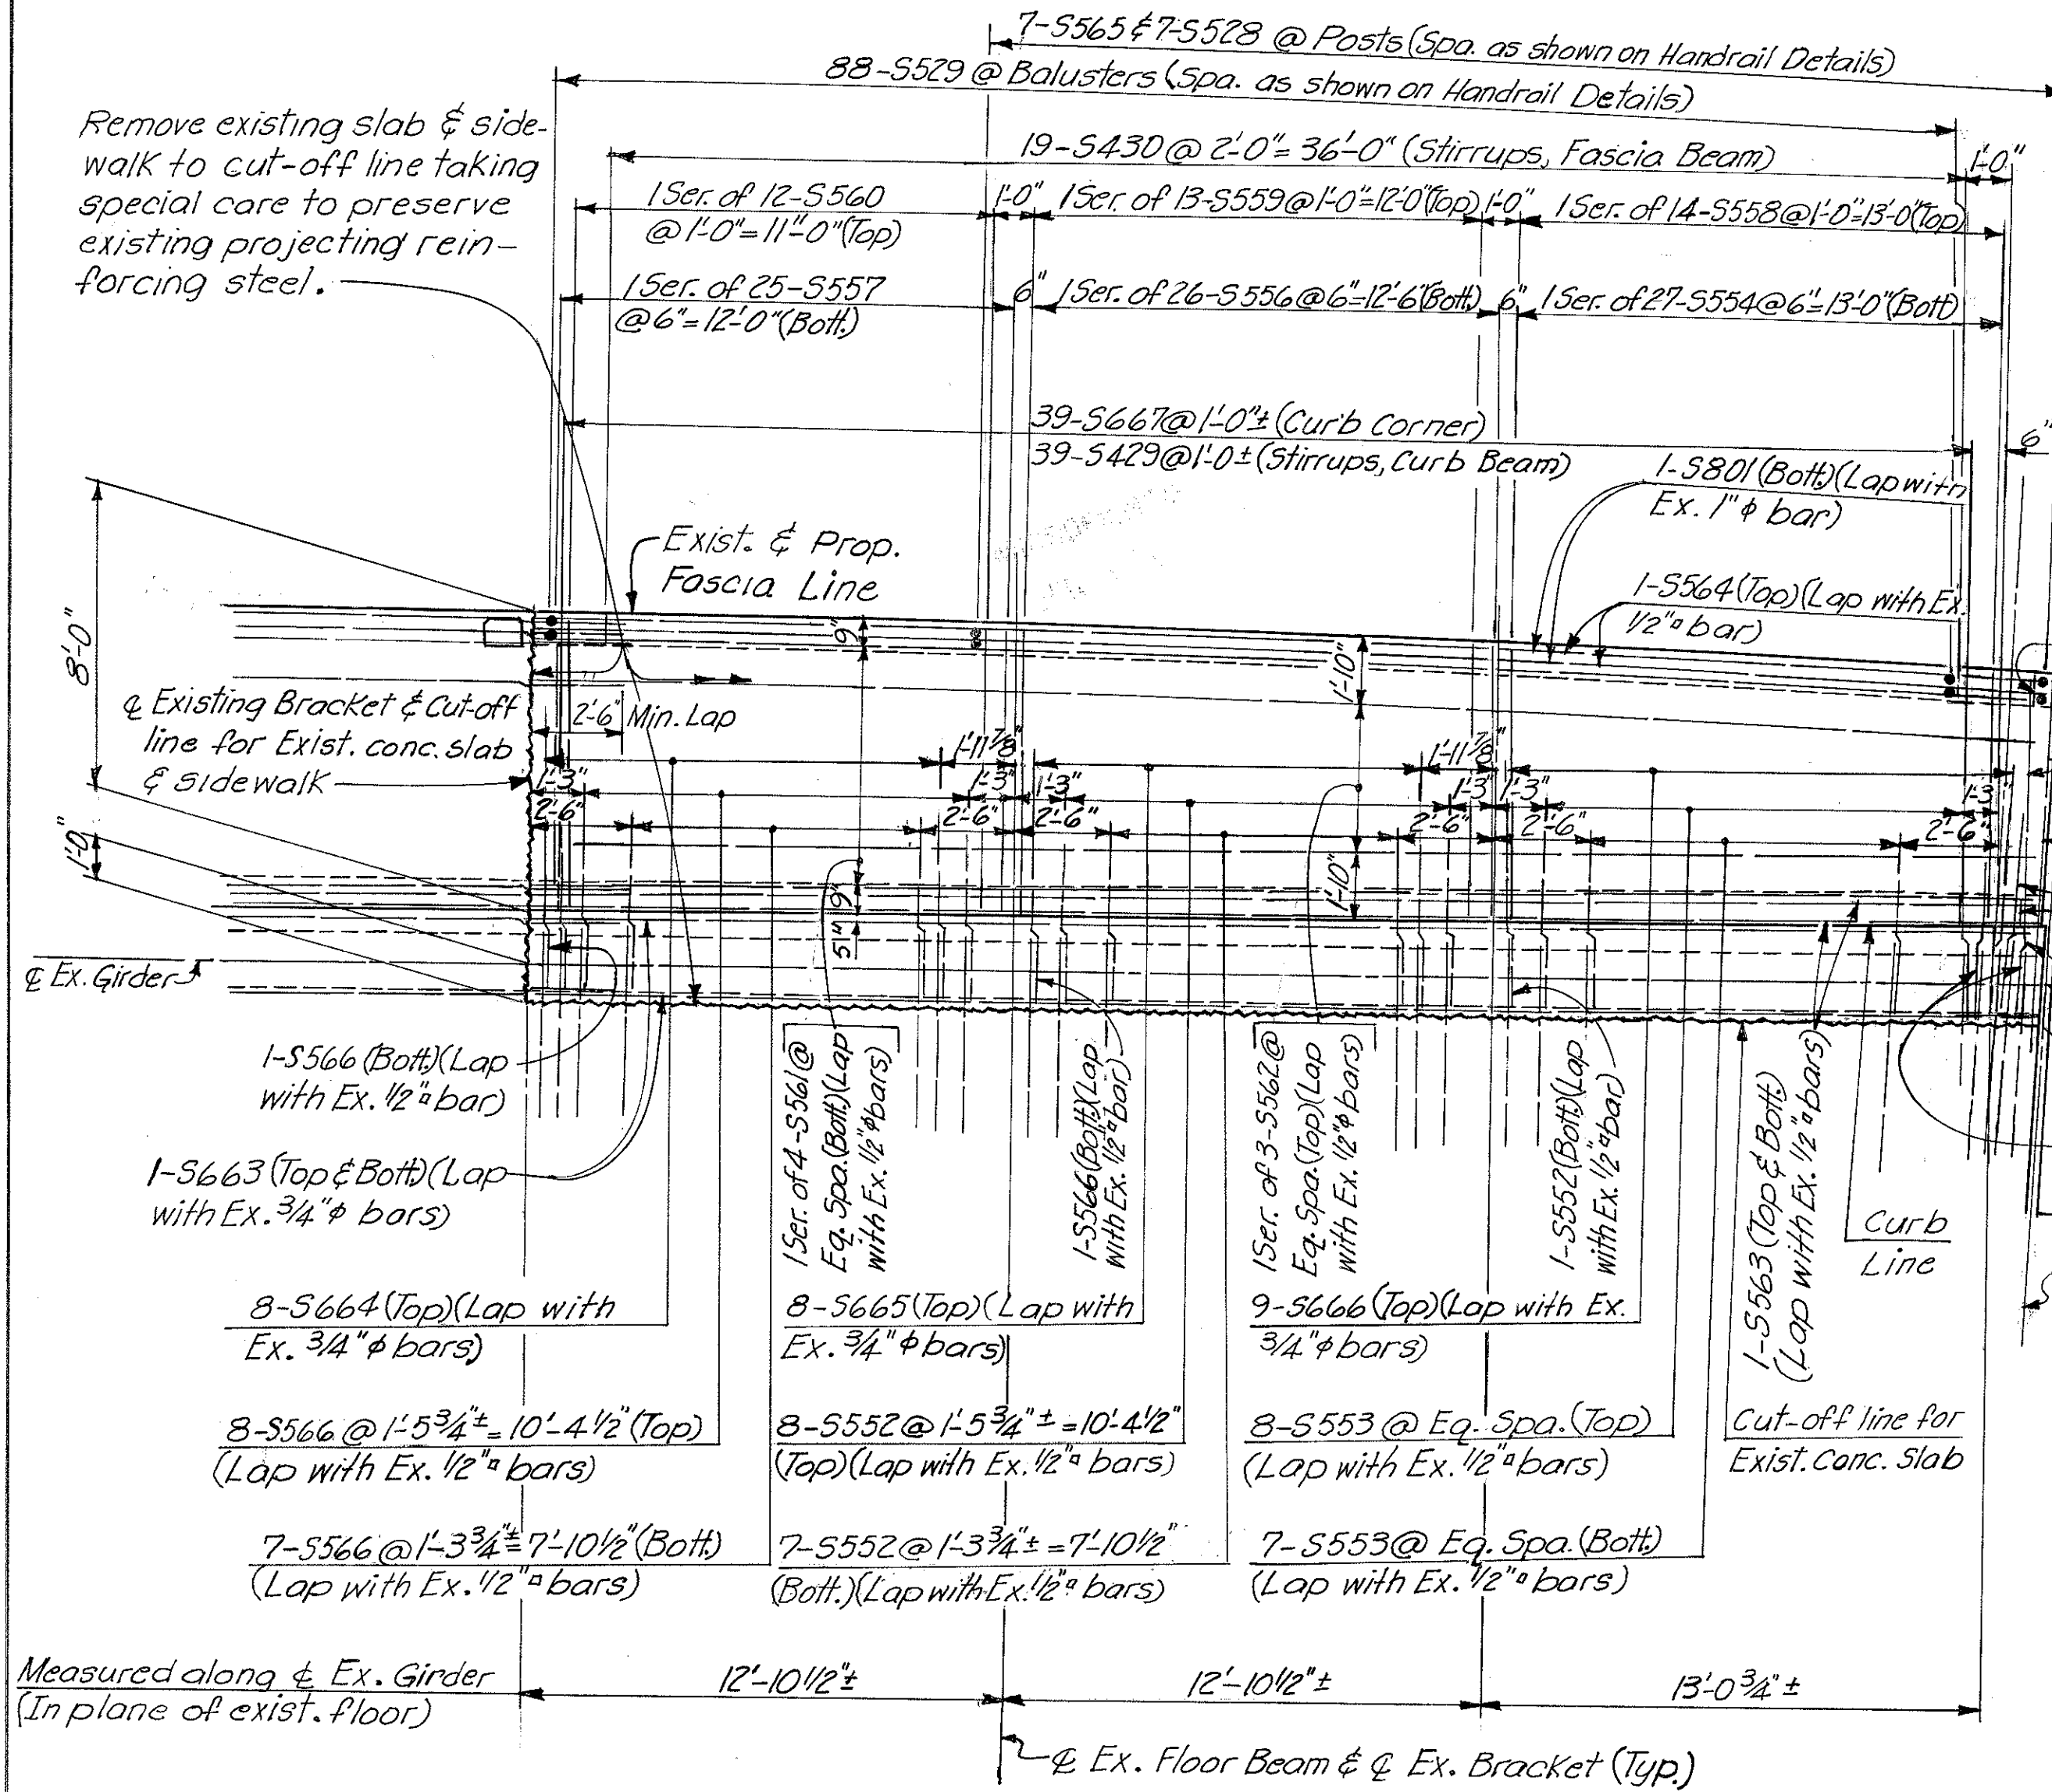 7-S565 & 7-S528 @ Posts (Spa. as shown on Handrail Details)
88-S529 @ Balusters (Spa. as shown on Handrail Details)
Remove existing slab & side-
walk to cut-off line taking
special care to preserve
existing projecting rein-
forcing steel.
19-S430 @ 2'-0" = 36'-0" (Stirrups, Fascia Beam)
1'-0"
1 Ser. of 12-S560
@ 1'-0" = 11'-0" (Top)
1'-0"
1 Ser. of 13-S559 @ 1'-0" = 12'-0" (Top)
1'-0"
1 Ser. of 14-S558 @ 1'-0" = 13'-0" (Top)
1 Ser. of 25-S557
@ 6" = 12'-0" (Bott.)
6"
1 Ser. of 26-S556 @ 6" = 12'-6" (Bott.)
6"
1 Ser. of 27-S554 @ 6" = 13'-0" (Bott)
39-S667 @ 1'-0" ± (Curb Corner)
39-S429 @ 1'-0 ± (Stirrups, Curb Beam)
6"
1-S801 (Bott.) (Lap with
Ex. 1" ϕ bar)
Exist. & Prop.
Fascia Line
1-S564 (Top) (Lap with Ex.
1/2" ▫ bar)
8'-0"
9"
1'-10"
℄ Existing Bracket & Cut-off
line for Exist. conc. slab
& sidewalk
2'-6" Min. Lap
1'-11 7/8"
1'-11 7/8"
1'-3"
1'-3"
1'-3"
1'-3"
1'-3"
1'-3
2'-6"
2'-6"
2'-6"
2'-6"
2'-6"
2'-6"
1'-0"
9"
1'-10"
5"
℄ Ex. Girder
1-S566 (Bott.) (Lap
with Ex. 1/2" ▫ bar)
1-S663 (Top & Bott.) (Lap
with Ex. 3/4" ϕ bars)
1 Ser. of 4-S561 @
Eq. Spa. (Bott.) (Lap
with Ex. 1/2" ϕ bars)
1-S566 (Bott.) (Lap
with Ex. 1/2" ▫ bar)
1 Ser. of 3-S562 @
Eq. Spa. (Top) (Lap
with Ex. 1/2" ϕ bars)
1-S552 (Bott.) (Lap
with Ex. 1/2" ▫ bar)
1-S563 (Top & Bott.)
(Lap with Ex. 1/2" ▫ bars)
Curb
Line
8-S664 (Top) (Lap with
Ex. 3/4" ϕ bars)
8-S665 (Top) (Lap with
Ex. 3/4" ϕ bars)
9-S666 (Top) (Lap with Ex.
3/4" ϕ bars)
8-S566 @ 1'-5 3/4" ± = 10'-4 1/2" (Top)
(Lap with Ex. 1/2" ▫ bars)
8-S552 @ 1'-5 3/4" ± = 10'-4 1/2"
(Top) (Lap with Ex. 1/2" ▫ bars)
8-S553 @ Eq. Spa. (Top)
(Lap with Ex. 1/2" ▫ bars)
Cut-off line for
Exist. Conc. Slab
7-S566 @ 1'-3 3/4" ± = 7'-10 1/2" (Bott.)
(Lap with Ex. 1/2" ▫ bars)
7-S552 @ 1'-3 3/4" ± = 7'-10 1/2"
(Bott.) (Lap with Ex. 1/2" ▫ bars)
7-S553 @ Eq. Spa. (Bott.)
(Lap with Ex. 1/2" ▫ bars)
Measured along ℄ Ex. Girder
(In plane of exist. floor)
12'-10 1/2" ±
12'-10 1/2" ±
13'-0 3/4" ±
℄ Ex. Floor Beam & ℄ Ex. Bracket (Typ.)